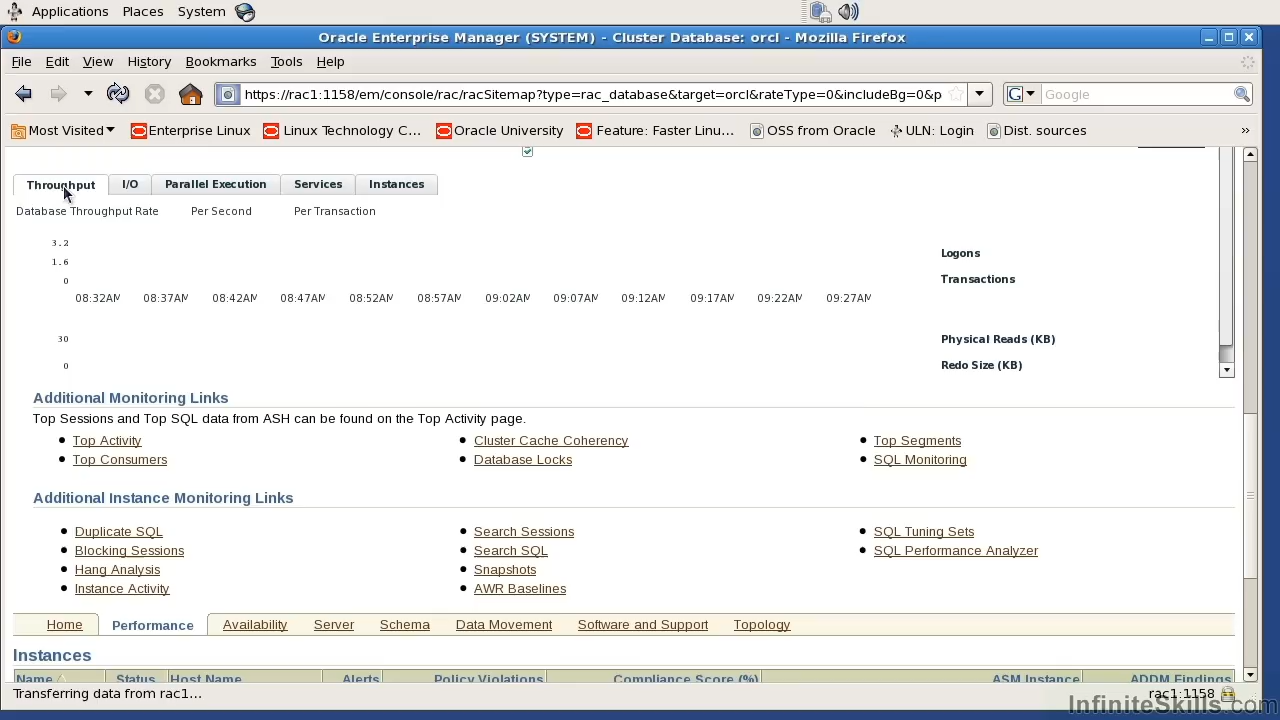 Applications Places System
Oracle Enterprise Manager (SYSTEM) - Cluster Database: orcl - Mozilla Firefox
File Edit View History Bookmarks Tools Help
https://rac1:1158/em/console/rac/racSitemap?type=rac_database&target=orcl&rateType=0&includeBg=0&p Google
Most Visited Enterprise Linux Linux Technology C... Oracle University Feature: Faster Linu... OSS from Oracle ULN: Login Dist. sources »
Throughput I/O Parallel Execution Services Instances
Database Throughput Rate Per Second Per Transaction
3.2
Logons
1.6
0
Transactions
08:32AM 08:37AM 08:42AM 08:47AM 08:52AM 08:57AM 09:02AM 09:07AM 09:12AM 09:17AM 09:22AM 09:27AM
30 Physical Reads (KB)
0 Redo Size (KB)
Additional Monitoring Links
Top Sessions and Top SQL data from ASH can be found on the Top Activity page.
Top Activity Cluster Cache Coherency Top Segments
Top Consumers Database Locks SQL Monitoring
Additional Instance Monitoring Links
Duplicate SQL Search Sessions SQL Tuning Sets
Blocking Sessions Search SQL SQL Performance Analyzer
Hang Analysis Snapshots
Instance Activity AWR Baselines
Home Performance Availability Server Schema Data Movement Software and Support Topology
Instances
Name Status Host Name Alerts Policy Violations Compliance Score (%) ASM Instance ADDM Findings
Transferring data from rac1... rac1:1158
InfiniteSkills.com